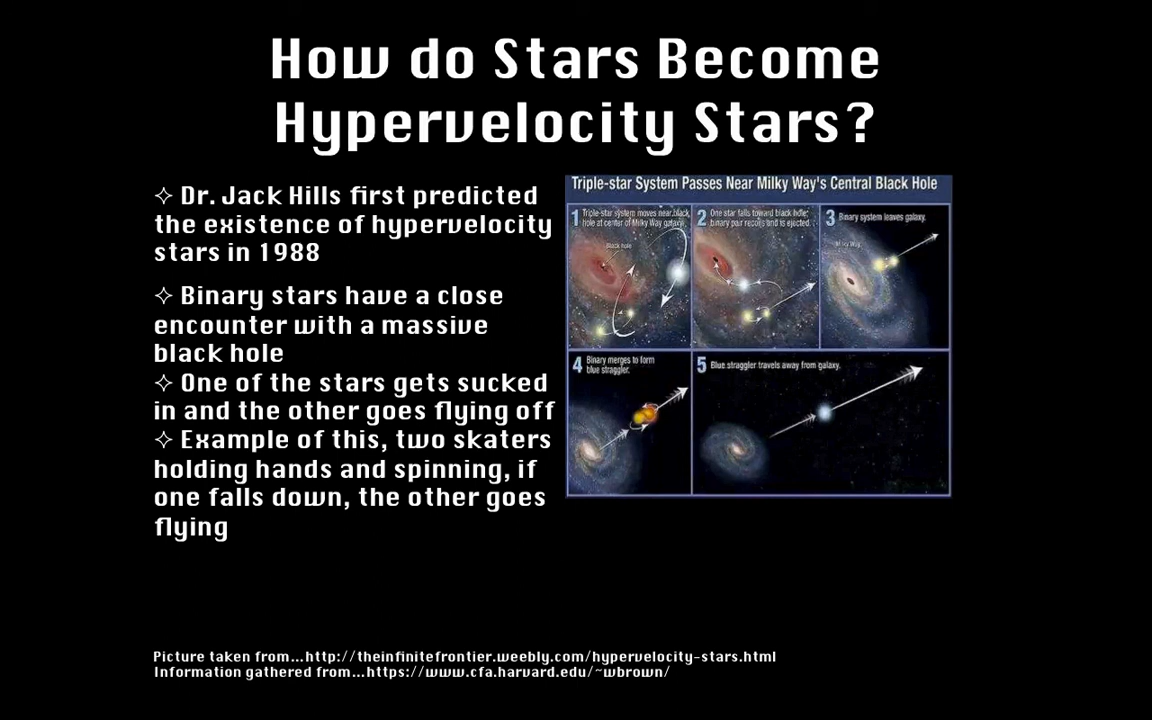 How do Stars Become
Hypervelocity Stars?
✧ Dr. Jack Hills first predicted
the existence of hypervelocity
stars in 1988
✧ Binary stars have a close
encounter with a massive
black hole
✧ One of the stars gets sucked
in and the other goes flying off
✧ Example of this, two skaters
holding hands and spinning, if
one falls down, the other goes
flying
Triple-star System Passes Near Milky Way's Central Black Hole
1 Triple-star system moves near black
hole at center of Milky Way galaxy.
Black hole
2 One star falls toward black hole;
binary pair recoils and is ejected.
3 Binary system leaves galaxy.
Milky Way
4 Binary merges to form
blue straggler.
5 Blue straggler travels away from galaxy.
Picture taken from...http://theinfinitefrontier.weebly.com/hypervelocity-stars.html
Information gathered from...https://www.cfa.harvard.edu/~wbrown/